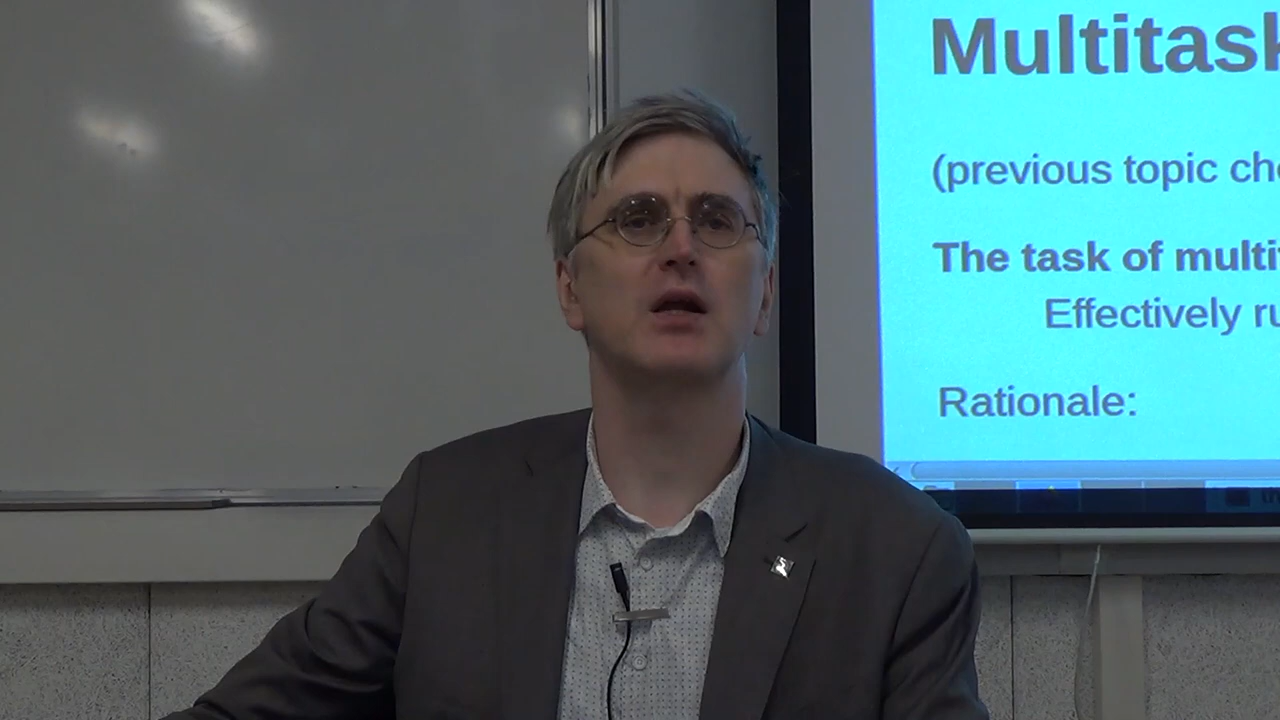 Multitask
(previous topic ch
The task of multi
Effectively ru
Rationale: